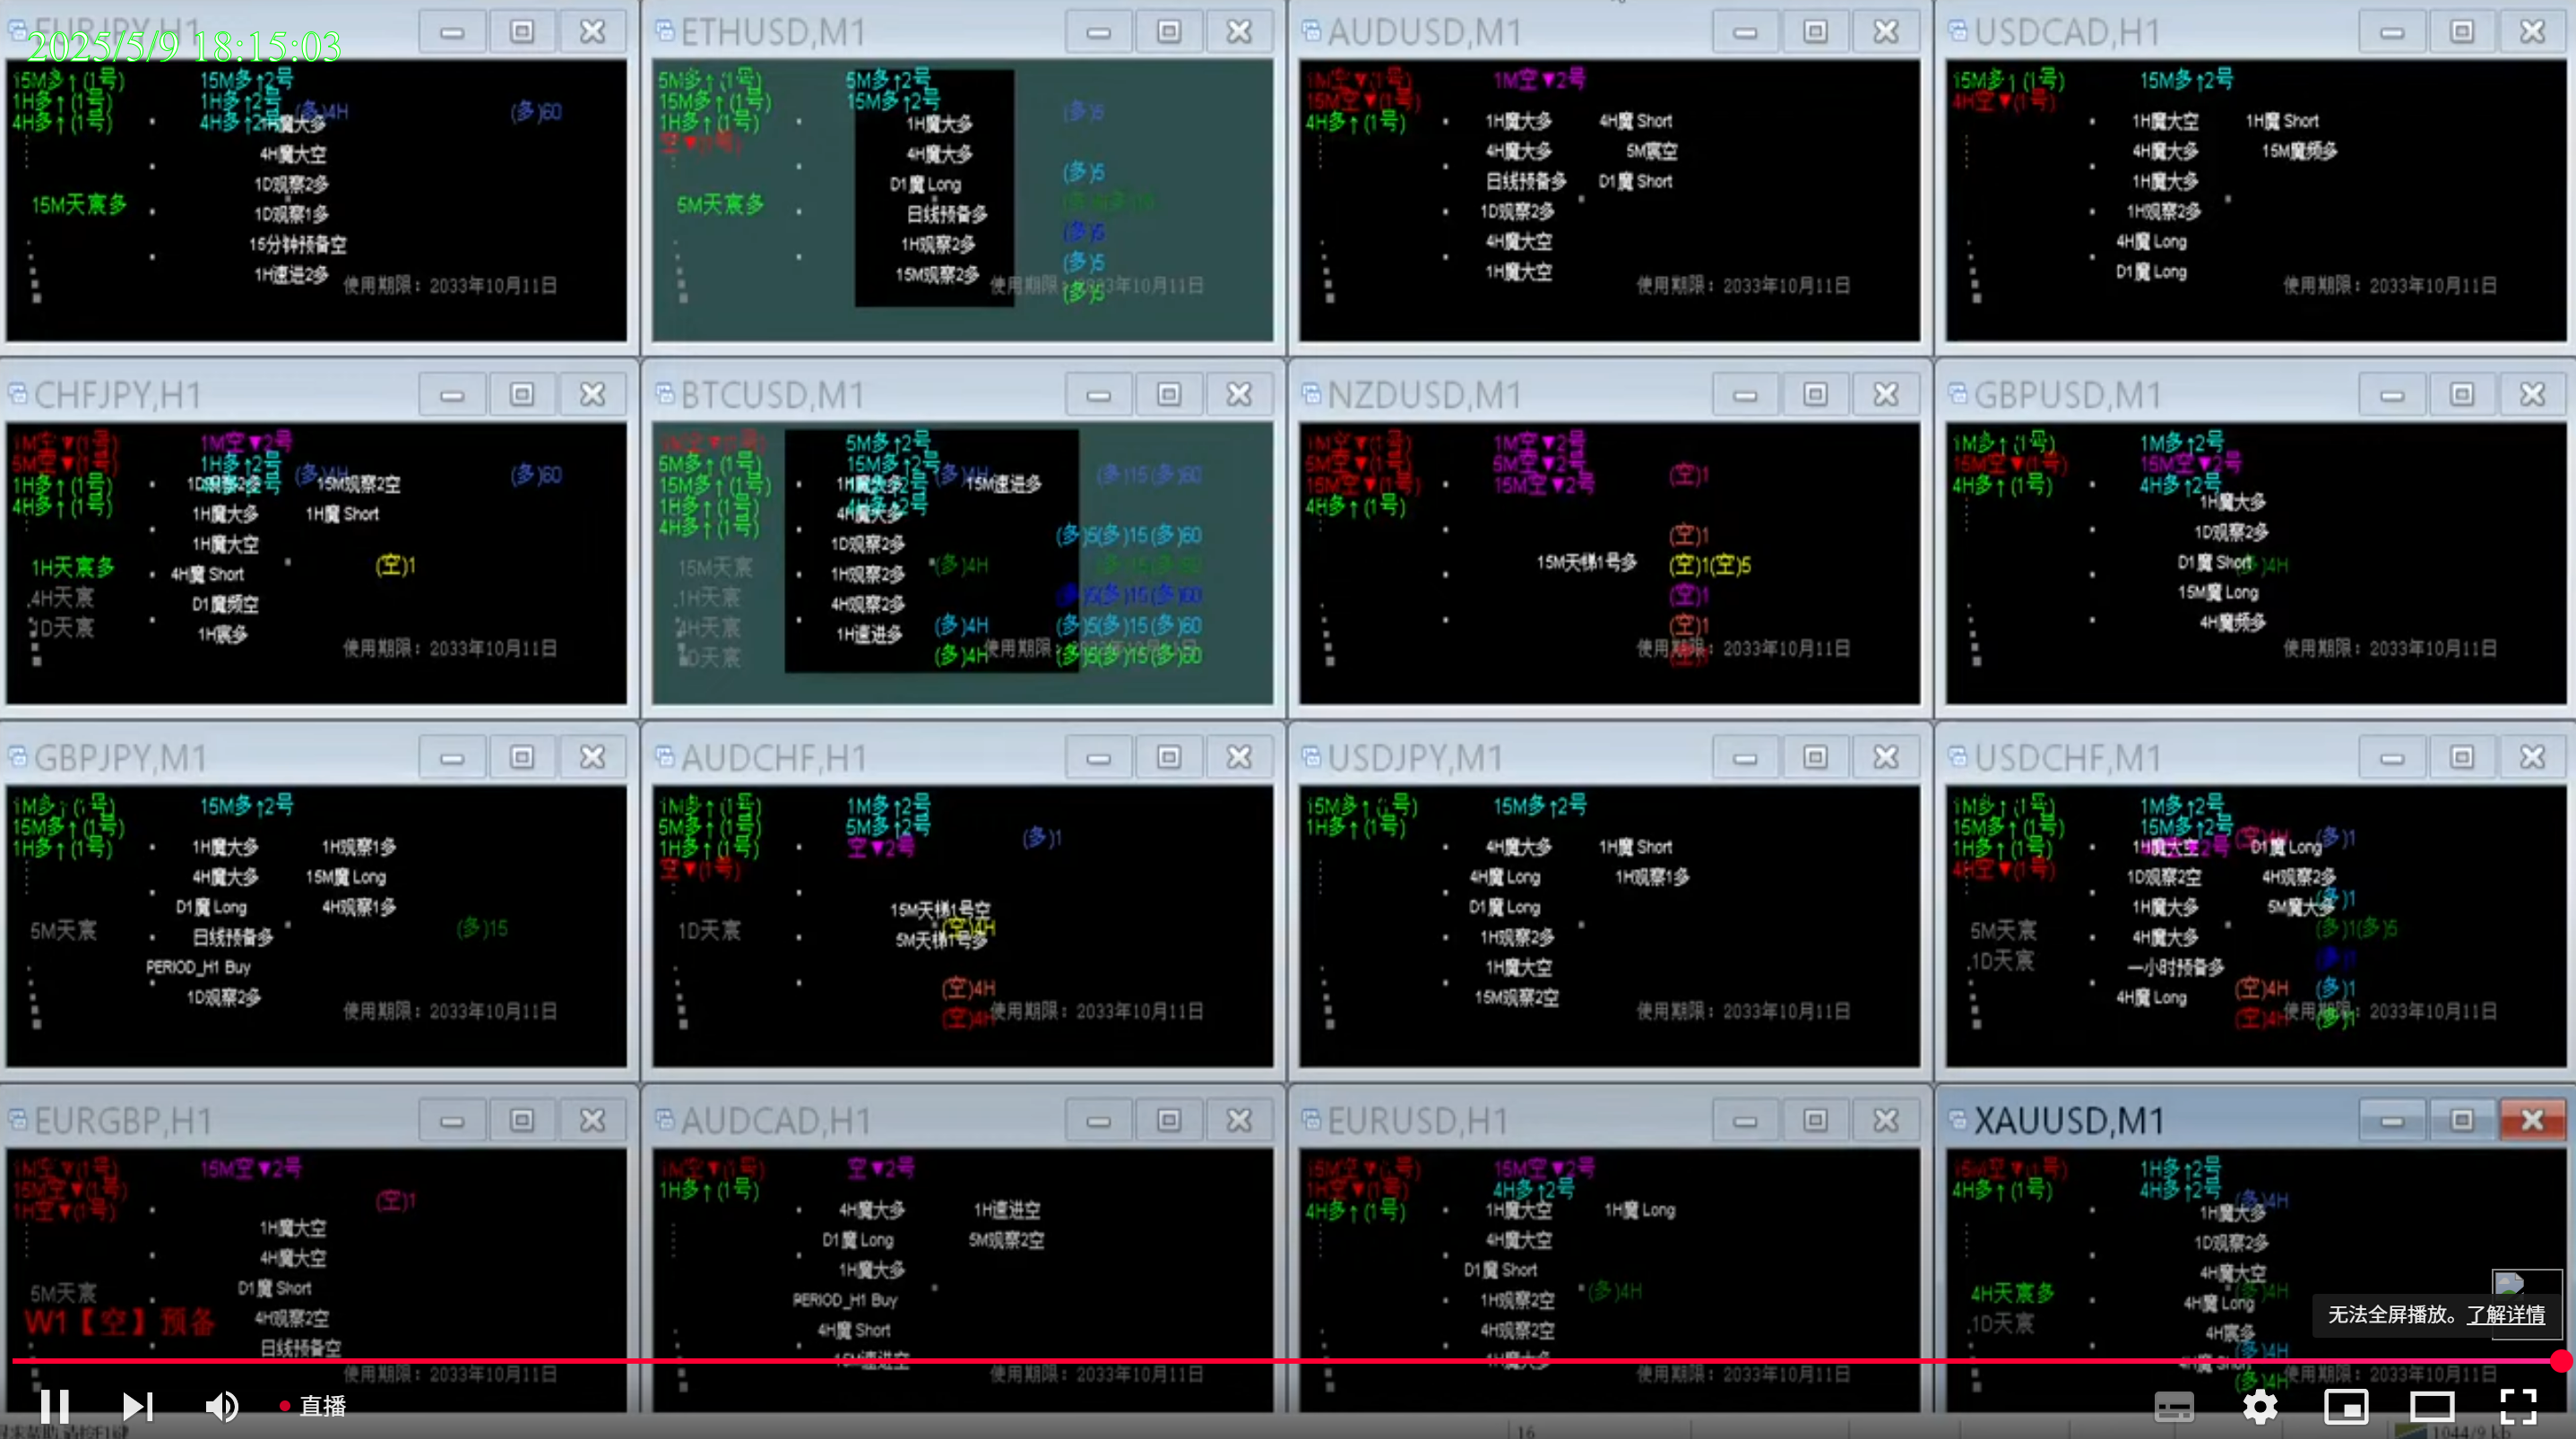 EURJPY,H1
2025/5/9 18:15:03
15M多↑(1号)
15M多↑2号
1H多↑(1号)
1H多↑2号
(多)4H
(多)60
4H多↑(1号)
4H多↑2号
1H魔大多
4H魔大空
1D观察2多
15M天宸多
1D观察1多
15分钟预备空
1H速进2多
使用期限：2033年10月11日
ETHUSD,M1
5M多↑(1号)
5M多↑2号
15M多↑(1号)
15M多↑2号
(多)5
1H多↑(1号)
1H魔大多
空▼(1号)
4H魔大多
(多)5
D1魔 Long
5M天宸多
日线预备多
(多)5
1H观察2多
(多)5
15M观察2多
(多)5
AUDUSD,M1
1M空▼(1号)
1M空▼2号
15M空▼(1号)
4H多↑(1号)
1H魔大多
4H魔 Short
4H魔大多
5M宸空
日线预备多
D1魔 Short
1D观察2多
4H魔大空
1H魔大空
使用期限：2033年10月11日
USDCAD,H1
15M多↑(1号)
15M多↑2号
4H空▼(1号)
1H魔大空
1H魔 Short
4H魔大多
15M魔频多
1H魔大多
1H观察2多
4H魔 Long
D1魔 Long
使用期限：2033年10月11日
CHFJPY,H1
1M空▼(1号)
1M空▼2号
5M空▼(1号)
1H多↑2号
(多)4H
(多)60
1H多↑(1号)
1D观察2多
15M观察2空
4H多↑(1号)
1H魔大多
1H魔 Short
1H魔大空
1H天宸多
(空)1
4H魔 Short
4H天宸
D1魔频空
1D天宸
1H宸多
使用期限：2033年10月11日
BTCUSD,M1
1M空▼(1号)
5M多↑2号
5M多↑(1号)
15M多↑2号
(多)4H
(多)15(多)60
15M多↑(1号)
1H魔大多
15M速进多
1H多↑(1号)
4H魔大多
4H多↑(1号)
(多)5(多)15(多)60
1D观察2多
15M天宸
(多)4H
1H观察2多
1H天宸
4H观察2多
(多)5(多)15(多)60
4H天宸
1H速进多
(多)4H
(多)5(多)15(多)60
1D天宸
(多)4H
(多)5(多)15(多)60
NZDUSD,M1
1M空▼(1号)
1M空▼2号
5M空▼(1号)
5M空▼2号
15M空▼(1号)
15M空▼2号
(空)1
4H多↑(1号)
(空)1
15M天梯1号多
(空)1(空)5
(空)1
(空)1
使用期限：2033年10月11日
GBPUSD,M1
1M多↑(1号)
1M多↑2号
15M空▼(1号)
15M空▼2号
4H多↑(1号)
4H多↑2号
1H魔大多
1D观察2多
D1魔 Short
(多)4H
15M魔 Long
4H魔频多
使用期限：2033年10月11日
GBPJPY,M1
1M多↑(1号)
15M多↑2号
15M多↑(1号)
1H多↑(1号)
1H魔大多
1H观察1多
4H魔大多
15M魔 Long
D1魔 Long
4H观察1多
5M天宸
日线预备多
(多)15
PERIOD_H1 Buy
1D观察2多
使用期限：2033年10月11日
AUDCHF,H1
1M多↑(1号)
1M多↑2号
5M多↑(1号)
5M多↑2号
(多)1
1H多↑(1号)
空▼2号
空▼(1号)
15M天梯1号空
1D天宸
(空)4H
5M天梯1号多
(空)4H
(空)4H
使用期限：2033年10月11日
USDJPY,M1
15M多↑(1号)
15M多↑2号
1H多↑(1号)
4H魔大多
1H魔 Short
4H魔 Long
1H观察1多
D1魔 Long
1H观察2多
1H魔大空
15M观察2空
使用期限：2033年10月11日
USDCHF,M1
1M多↑(1号)
1M多↑2号
15M多↑(1号)
15M多↑2号
(空)4H
(多)1
1H多↑(1号)
1H魔大空
D1魔 Long
4H空▼(1号)
1D观察2空
4H观察2多
(多)1
1H魔大多
5M魔大多
5M天宸
4H魔大多
(多)1(多)5
1D天宸
一小时预备多
4H魔 Long
(空)4H
(多)1
(空)4H
(多)1
使用期限：2033年10月11日
EURGBP,H1
1M空▼(1号)
15M空▼2号
15M空▼(1号)
(空)1
1H空▼(1号)
1H魔大空
4H魔大空
5M天宸
D1魔 Short
W1【空】预备
4H观察2空
日线预备空
使用期限：2033年10月11日
AUDCAD,H1
1M空▼(1号)
空▼2号
1H多↑(1号)
4H魔大多
1H速进空
D1魔 Long
5M观察2空
1H魔大多
PERIOD_H1 Buy
4H魔 Short
15M速进空
使用期限：2033年10月11日
EURUSD,H1
15M空▼(1号)
15M空▼2号
1H空▼(1号)
4H多↑2号
4H多↑(1号)
1H魔大空
1H魔 Long
4H魔大空
D1魔 Short
(多)4H
1H观察2空
4H观察2空
1H魔大多
使用期限：2033年10月11日
XAUUSD,M1
15M空▼(1号)
1H多↑2号
4H多↑(1号)
4H多↑2号
(多)4H
1H魔大多
1D观察2多
4H魔大空
4H天宸多
(多)4H
4H魔 Long
1D天宸
4H宸多
(多)4H
4H魔 Short
(多)4H
使用期限：2033年10月11日
无法全屏播放。了解详情
直播
16
1044/9 kb